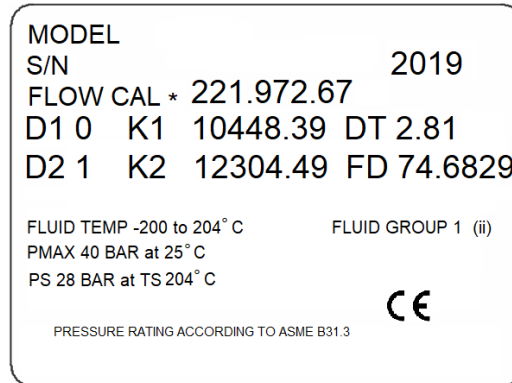 MODEL
S/N 2019
FLOW CAL * 221.972.67
D1 0 K1 10448.39 DT 2.81
D2 1 K2 12304.49 FD 74.6829
FLUID TEMP -200 to 204°C FLUID GROUP 1 (ii)
PMAX 40 BAR at 25°C
PS 28 BAR at TS 204°C
CE
PRESSURE RATING ACCORDING TO ASME B31.3